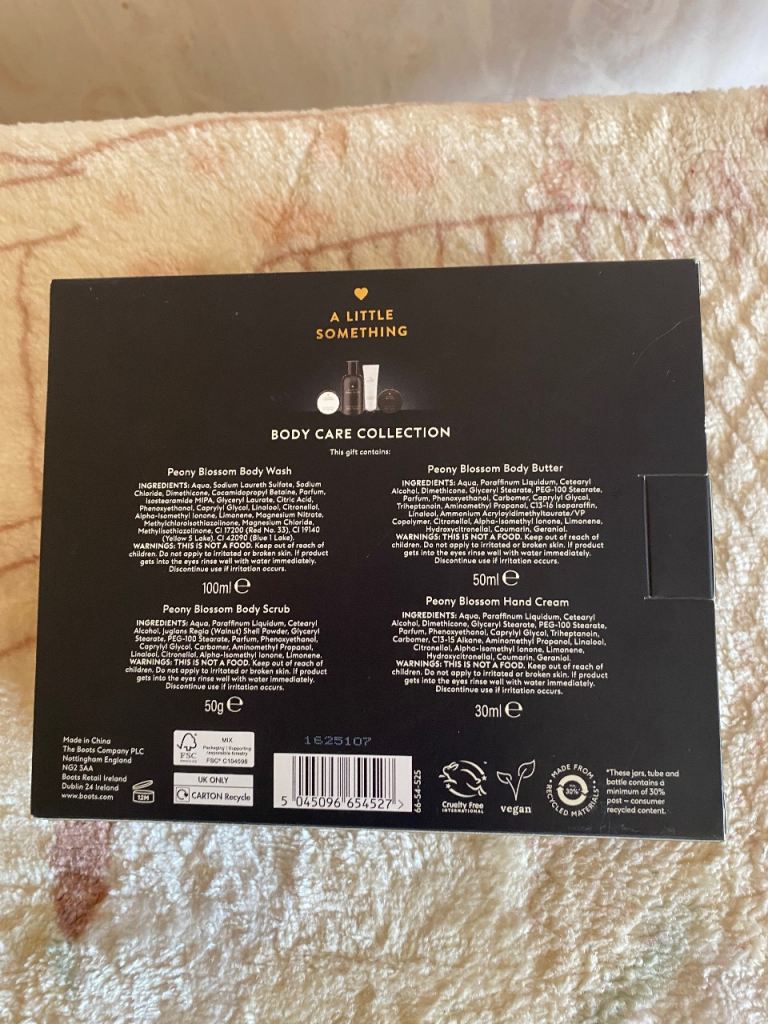 A LITTLE
SOMETHING
BODY CARE COLLECTION
This gift contains:
Peony Blossom Body Wash
INGREDIENTS: Aqua, Sodium Laureth Sulfate, Sodium
Chloride, Dimethicone, Cocamidopropyl Betaine, Parfum,
Isostearamide MIPA, Glyceryl Laurate, Citric Acid,
Phenoxyethanol, Caprylyl Glycol, Linalool, Citronellol,
Alpha-Isomethyl Ionone, Limonene, Magnesium Nitrate,
Methylchloroisothiazolinone, Magnesium Chloride,
Methylisothiazolinone, CI 17200 (Red No. 33), CI 19140
(Yellow 5 Lake), CI 42090 (Blue 1 Lake).
WARNINGS: THIS IS NOT A FOOD. Keep out of reach of
children. Do not apply to irritated or broken skin. If product
gets into the eyes rinse well with water immediately.
Discontinue use if irritation occurs.
100ml e
Peony Blossom Body Butter
INGREDIENTS: Aqua, Paraffinum Liquidum, Cetearyl
Alcohol, Dimethicone, Glyceryl Stearate, PEG-100 Stearate,
Parfum, Phenoxyethanol, Carbomer, Caprylyl Glycol,
Triheptanoin, Aminomethyl Propanol, C13-16 Isoparaffin,
Linalool, Ammonium Acryloyldimethyltaurate/VP
Copolymer, Citronellol, Alpha-Isomethyl Ionone, Limonene,
Hydroxycitronellol, Coumarin, Geraniol.
WARNINGS: THIS IS NOT A FOOD. Keep out of reach of
children. Do not apply to irritated or broken skin. If product
gets into the eyes rinse well with water immediately.
Discontinue use if irritation occurs.
50ml e
Peony Blossom Body Scrub
INGREDIENTS: Aqua, Paraffinum Liquidum, Cetearyl
Alcohol, Juglans Regia (Walnut) Shell Powder, Glyceryl
Stearate, PEG-100 Stearate, Parfum, Phenoxyethanol,
Caprylyl Glycol, Carbomer, Aminomethyl Propanol,
Linalool, Citronellol, Alpha-Isomethyl Ionone, Limonene.
WARNINGS: THIS IS NOT A FOOD. Keep out of reach of
children. Do not apply to irritated or broken skin. If product
gets into the eyes rinse well with water immediately.
Discontinue use if irritation occurs.
50g e
Peony Blossom Hand Cream
INGREDIENTS: Aqua, Paraffinum Liquidum, Cetearyl
Alcohol, Dimethicone, Glyceryl Stearate, PEG-100 Stearate,
Parfum, Phenoxyethanol, Caprylyl Glycol, Triheptanoin,
Carbomer, C13-15 Alkane, Aminomethyl Propanol, Linalool,
Citronellol, Alpha-Isomethyl Ionone, Limonene,
Hydroxycitronellol, Coumarin, Geraniol.
WARNINGS: THIS IS NOT A FOOD. Keep out of reach of
children. Do not apply to irritated or broken skin. If product
gets into the eyes rinse well with water immediately.
Discontinue use if irritation occurs.
30ml e
Made in China
The Boots Company PLC
Nottingham England
NG2 3AA
Boots Retail Ireland
Dublin 24 Ireland
www.boots.com
12M
FSC
MIX
Packaging | Supporting
responsible forestry
FSC® C104598
UK ONLY
CARTON Recycle
1625107
5 045096 654527 >
66-54-525
Cruelty Free
INTERNATIONAL
vegan
MADE FROM
30%*
RECYCLED MATERIALS
*These jars, tube and
bottle contains a
minimum of 30%
post – consumer
recycled content.